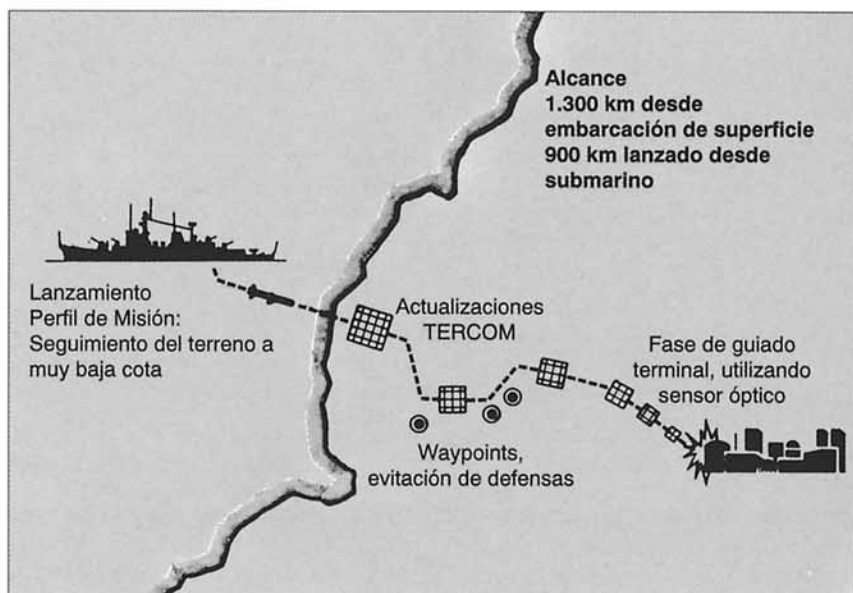 Alcance
1.300 km desde
embarcación de superficie
900 km lanzado desde
submarino
Lanzamiento
Perfil de Misión:
Seguimiento del terreno a
muy baja cota
Actualizaciones
TERCOM
Waypoints,
evitación de defensas
Fase de guiado
terminal, utilizando
sensor óptico